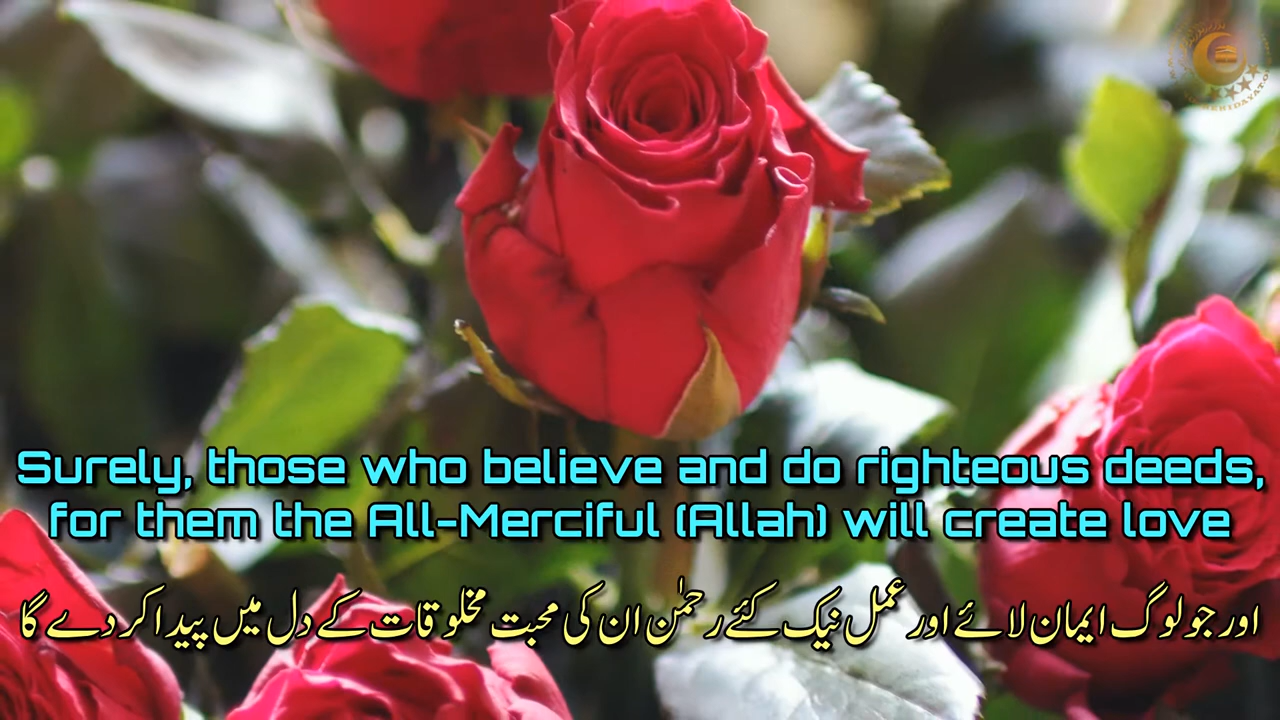 Surely, those who believe and do righteous deeds,
for them the All-Merciful (Allah) will create love
اور جو لوگ ایمان لائے اور عمل نیک کئے رحمٰن ان کی محبت مخلوقات کے دل میں پیدا کر دے گا